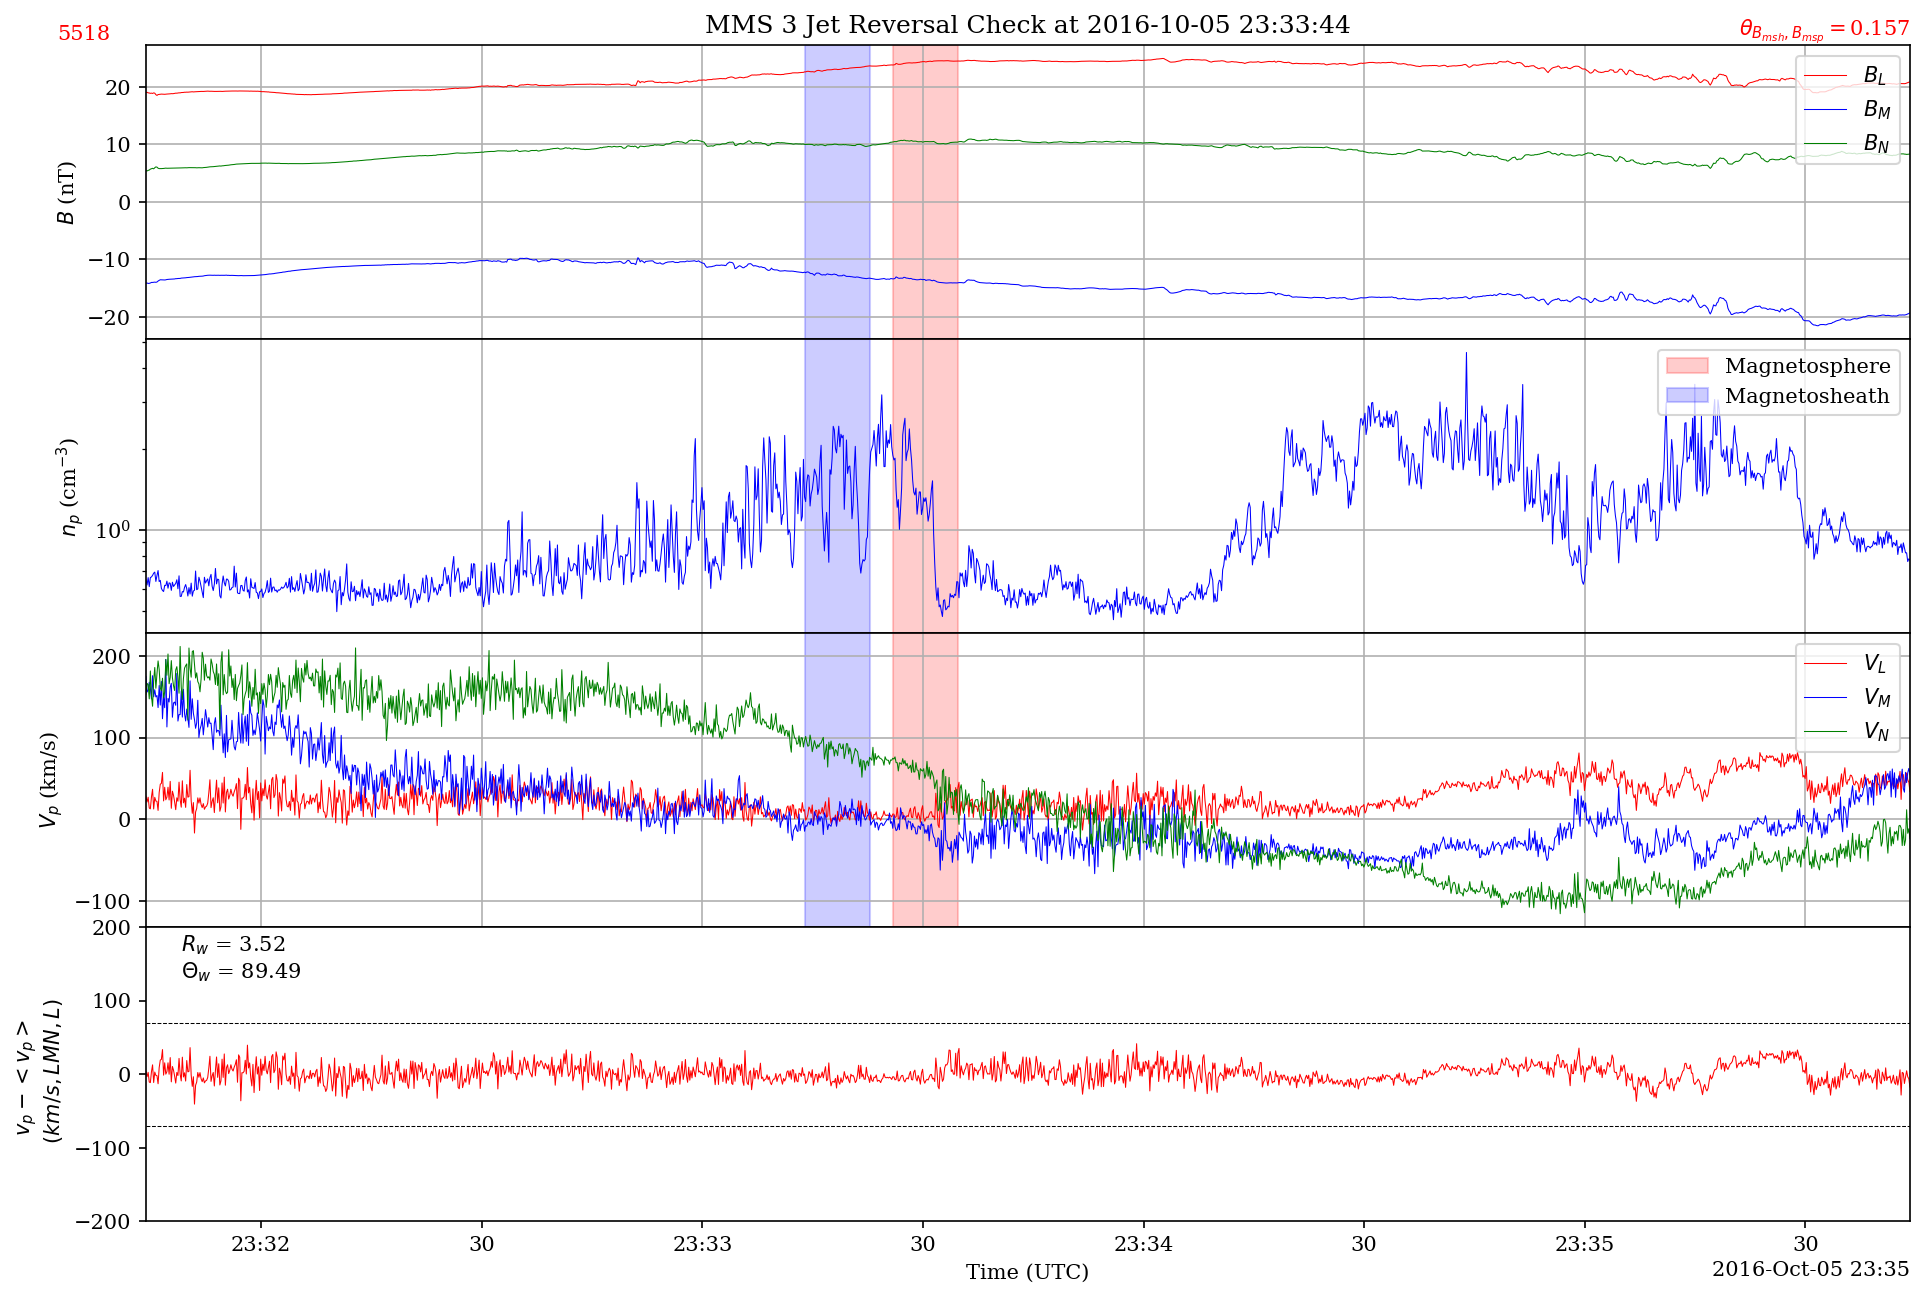 MMS 3 Jet Reversal Check at 2016-10-05 23:33:44
5518
θ_{B_{msh}, B_{msp}} = 0.157
20
10
0
−10
−20
B (nT)
B_L
B_M
B_N
10^0
n_p (cm^{−3})
Magnetosphere
Magnetosheath
200
100
0
−100
V_p (km/s)
V_L
V_M
V_N
200
100
0
−100
−200
v_p − < v_p >
(km/s, LMN, L)
R_w = 3.52
Θ_w = 89.49
23:32 30 23:33 30 23:34 30 23:35 30
Time (UTC)
2016-Oct-05 23:35